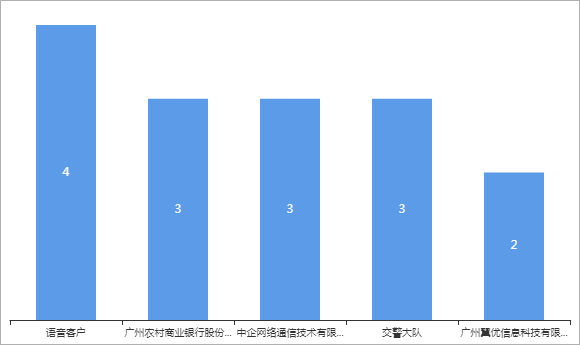 4
3
3
3
2
语音客户
广州农村商业银行股份...
中企网络通信技术有限...
交警大队
广州翼优信息科技有限...